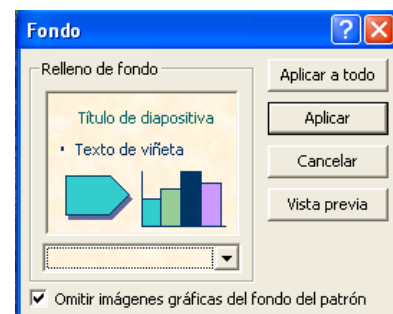 Fondo
Relleno de fondo
Título de diapositiva
• Texto de viñeta
Aplicar a todo
Aplicar
Cancelar
Vista previa
Omitir imágenes gráficas del fondo del patrón